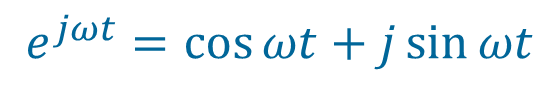 e^{jωt} = cos ωt + j sin ωt